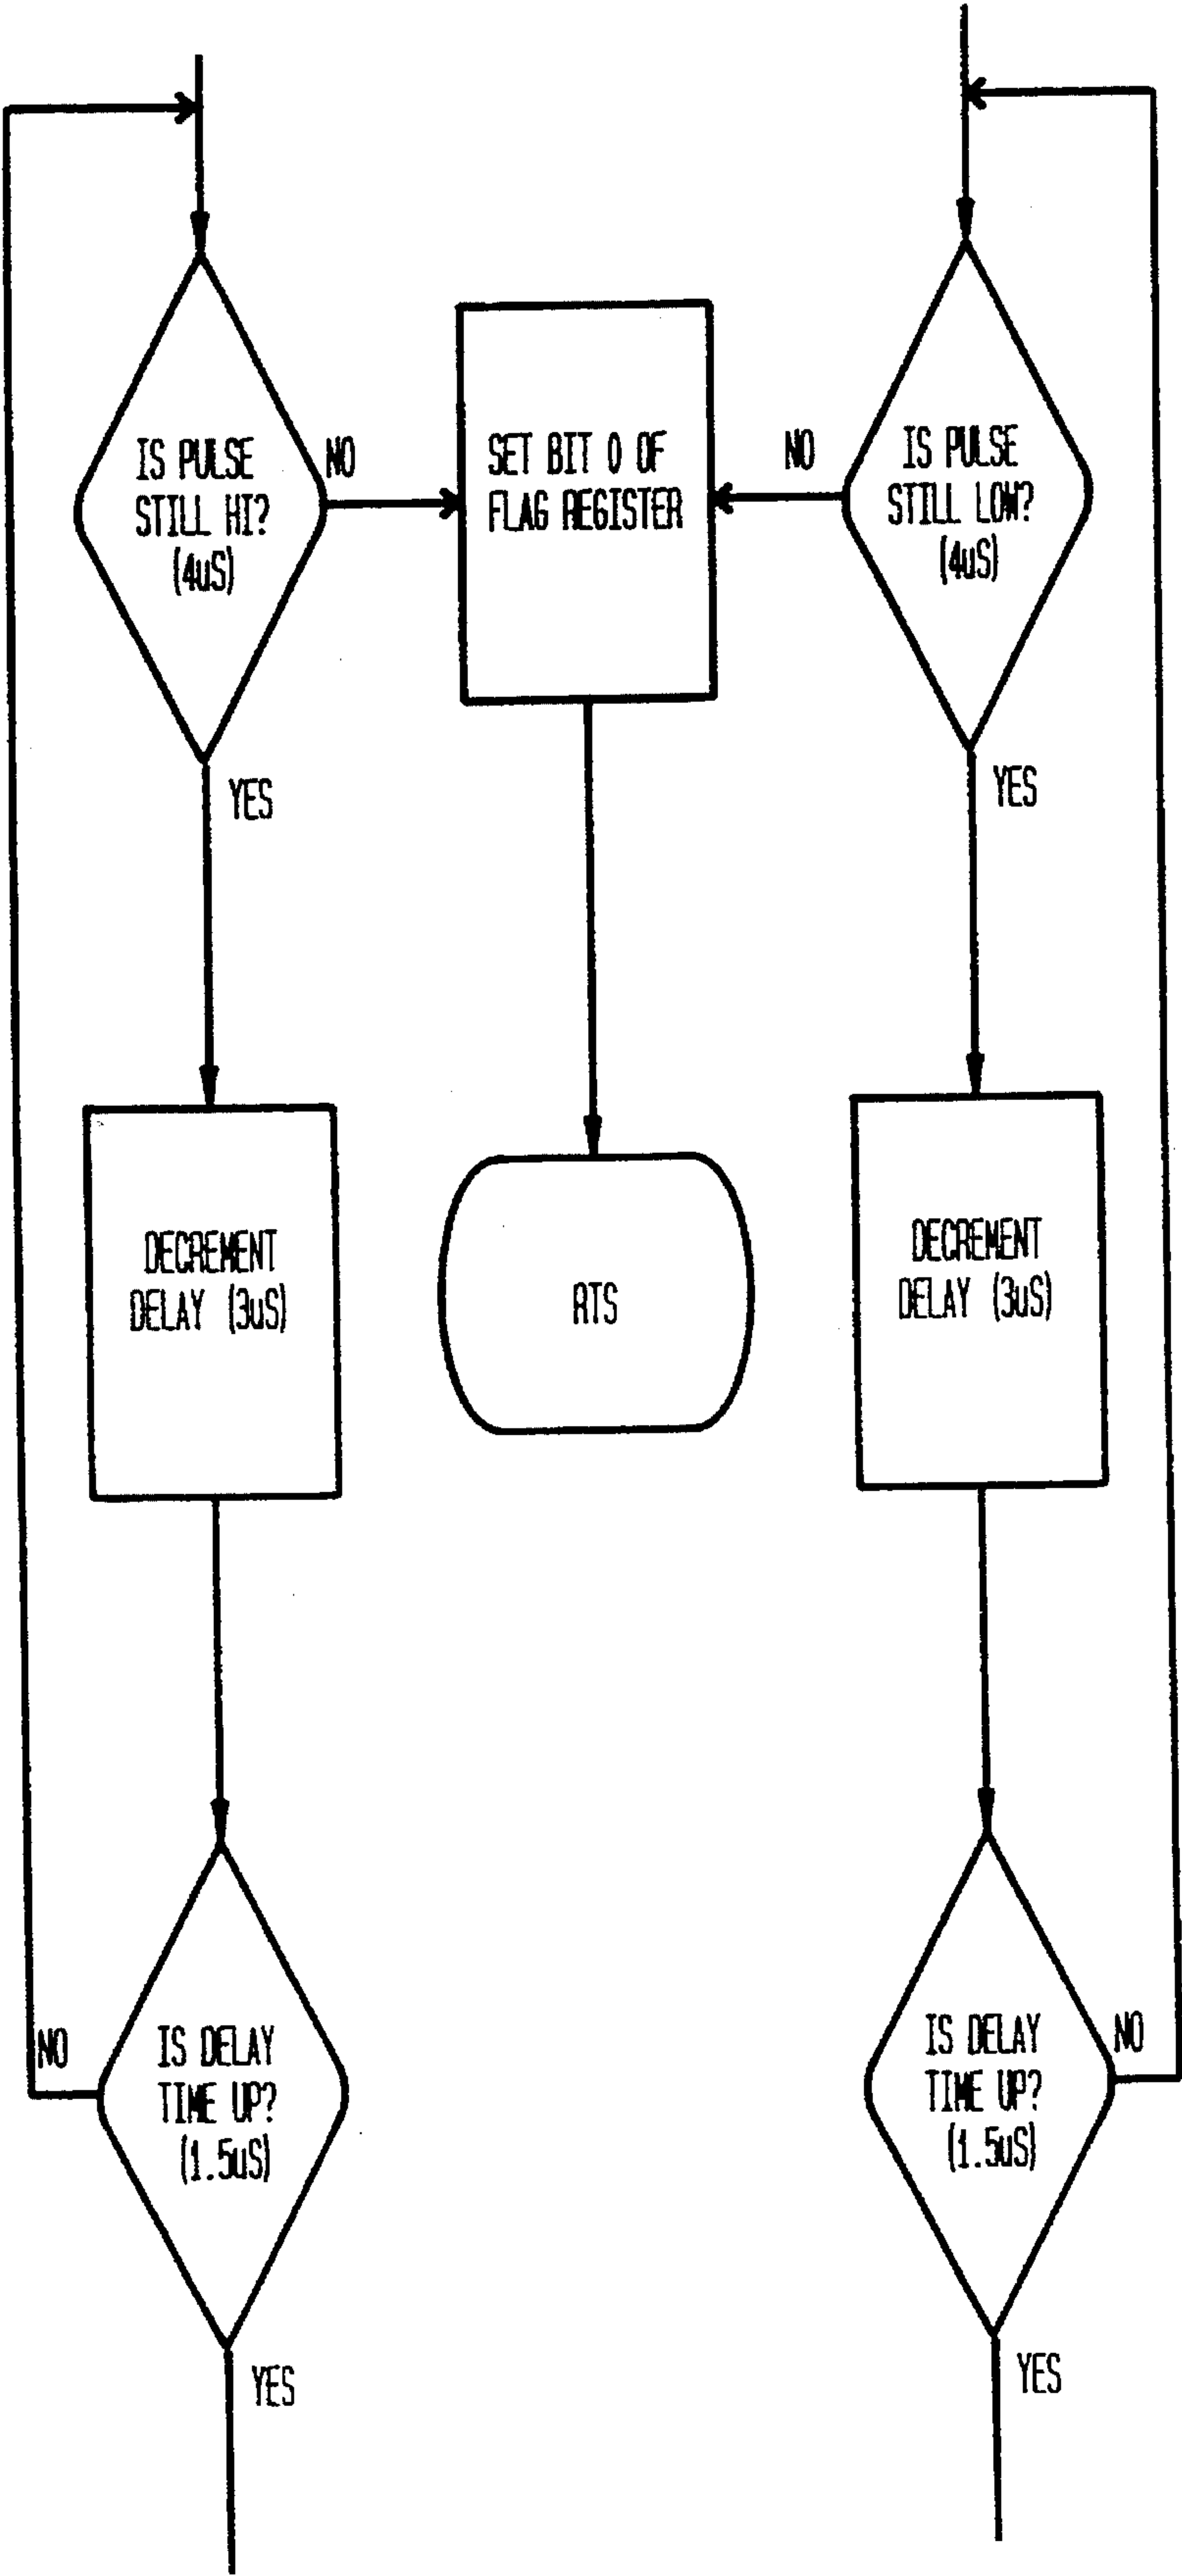 IS PULSE
STILL HI?
(4uS)
NO
YES
SET BIT 0 OF
FLAG REGISTER
NO
IS PULSE
STILL LOW?
(4uS)
YES
DECREMENT
DELAY (3uS)
RTS
DECREMENT
DELAY (3uS)
NO
IS DELAY
TIME UP?
(1.5uS)
YES
IS DELAY
TIME UP?
(1.5uS)
NO
YES